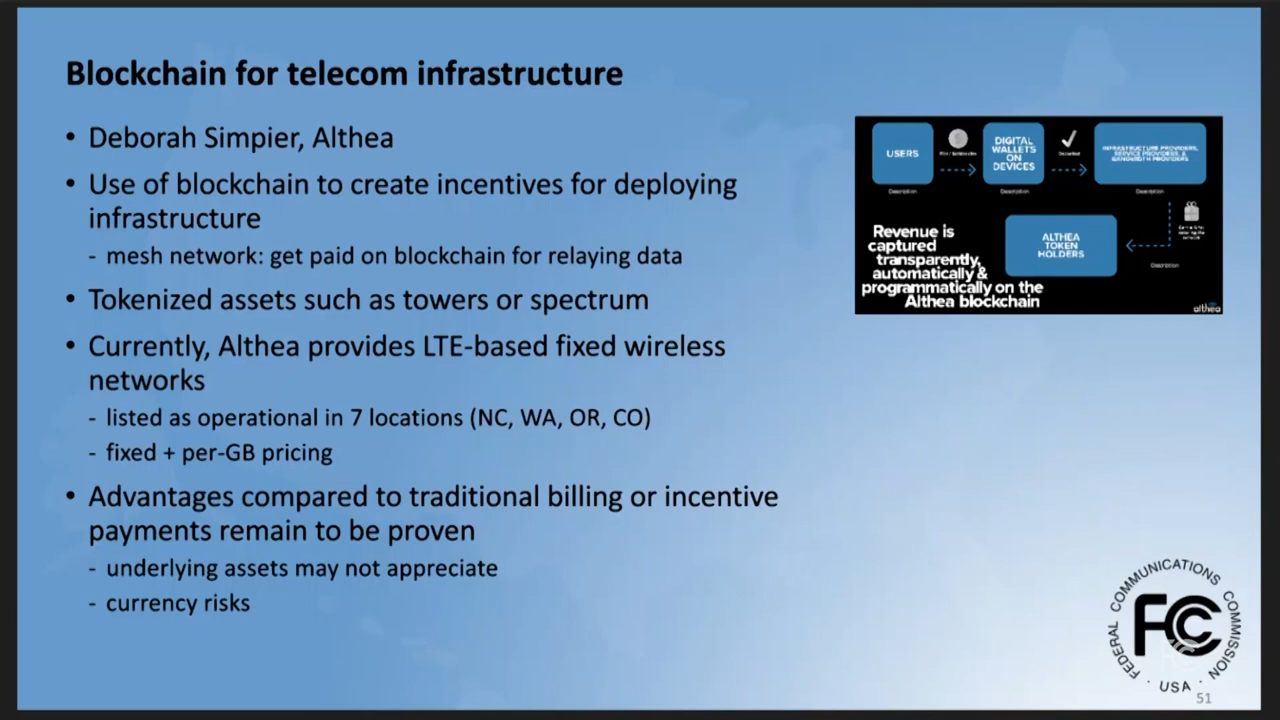 Blockchain for telecom infrastructure
• Deborah Simpier, Althea
• Use of blockchain to create incentives for deploying
infrastructure
- mesh network: get paid on blockchain for relaying data
• Tokenized assets such as towers or spectrum
• Currently, Althea provides LTE-based fixed wireless
networks
- listed as operational in 7 locations (NC, WA, OR, CO)
- fixed + per-GB pricing
• Advantages compared to traditional billing or incentive
payments remain to be proven
- underlying assets may not appreciate
- currency risks
USERS
DIGITAL
WALLETS
ON
DEVICES
INFRASTRUCTURE PROVIDERS,
SERVICE PROVIDERS, &
BANDWIDTH PROVIDERS
Description
Description
Description
ALTHEA
TOKEN
HOLDERS
Description
Revenue is
captured
transparently,
automatically &
programmatically on the
Althea blockchain
althea
FEDERAL COMMUNICATIONS COMMISSION
FCC
· USA ·
51